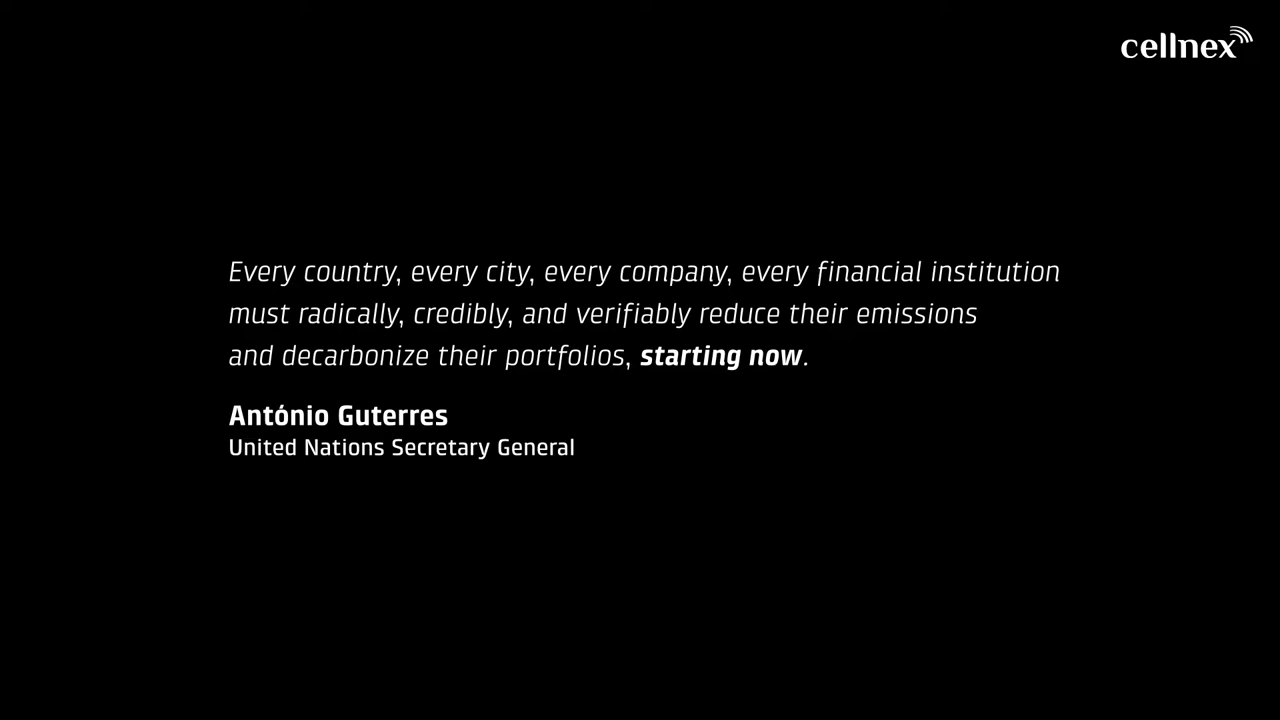 cellnex
Every country, every city, every company, every financial institution
must radically, credibly, and verifiably reduce their emissions
and decarbonize their portfolios, starting now.
António Guterres
United Nations Secretary General